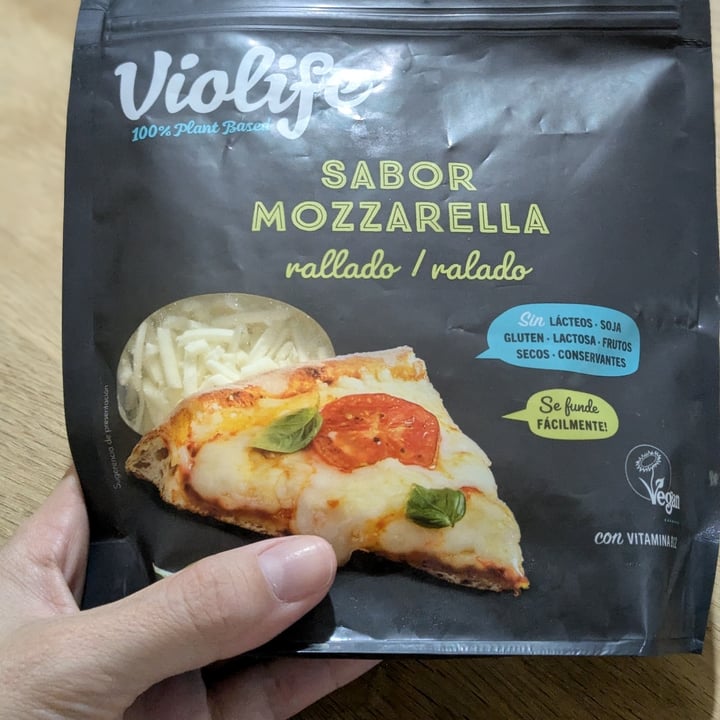 Violife
100% Plant Based
SABOR
MOZZARELLA
rallado / ralado
Sin LÁCTEOS · SOJA
GLUTEN · LACTOSA · FRUTOS
SECOS · CONSERVANTES
Se funde
FÁCILMENTE!
Sugerencia de presentación
Vegan
con VITAMINA B12